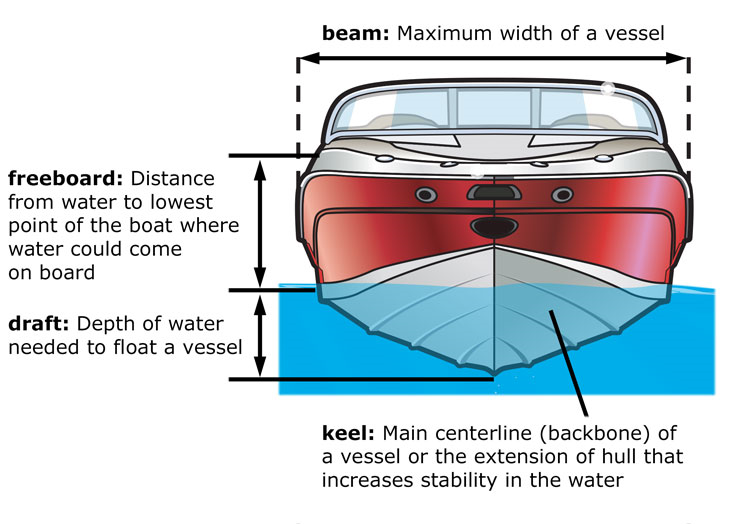 beam: Maximum width of a vessel
freeboard: Distance
from water to lowest
point of the boat where
water could come
on board
draft: Depth of water
needed to float a vessel
keel: Main centerline (backbone) of
a vessel or the extension of hull that
increases stability in the water